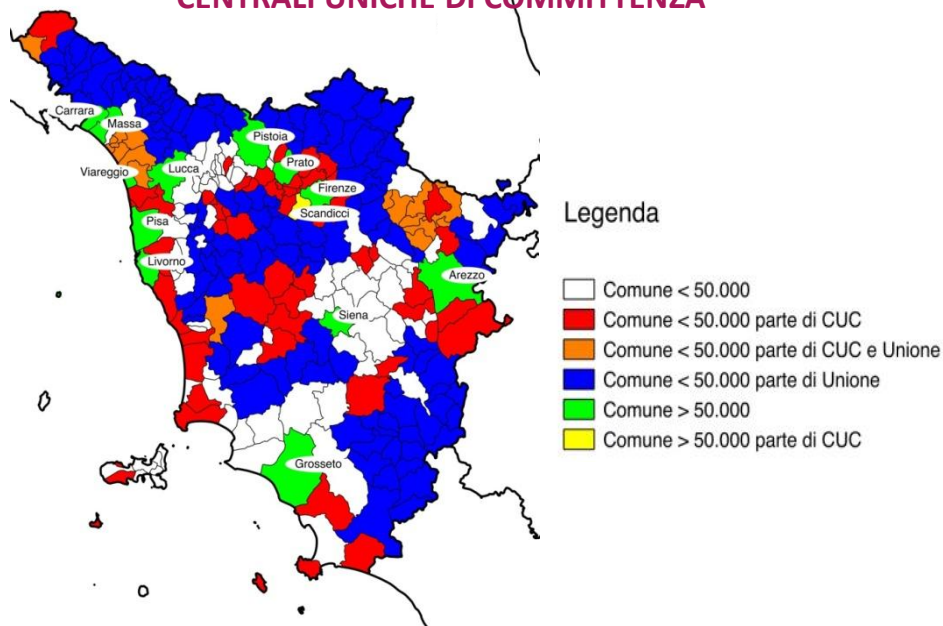 CENTRALI UNICHE DI COMMITTENZA
Carrara
Massa
Pistoia
Viareggio
Lucca
Prato
Firenze
Scandicci
Pisa
Livorno
Arezzo
Siena
Grosseto
Legenda
Comune < 50.000
Comune < 50.000 parte di CUC
Comune < 50.000 parte di CUC e Unione
Comune < 50.000 parte di Unione
Comune > 50.000
Comune > 50.000 parte di CUC